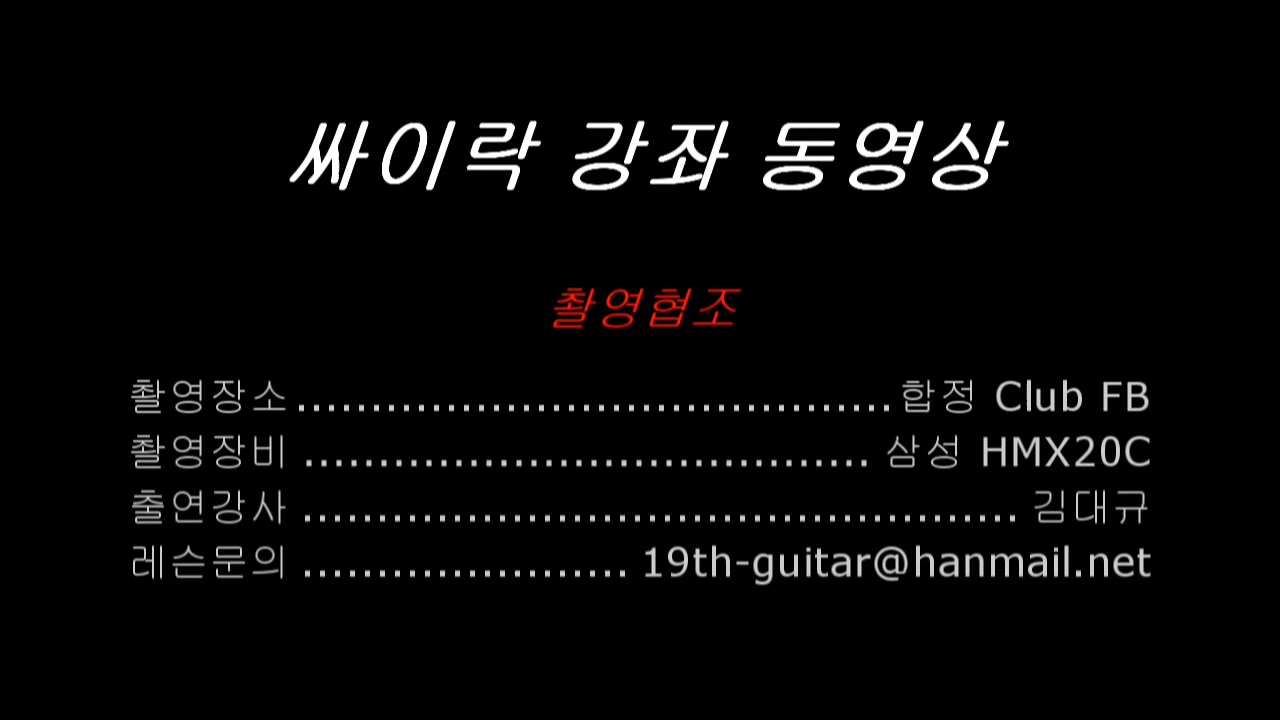 싸이락 강좌 동영상
촬영협조
촬영장소 ........................................ 합정 Club FB
촬영장비 ...................................... 삼성 HMX20C
출연강사 ................................................ 김대규
레슨문의 ...................... 19th-guitar@hanmail.net